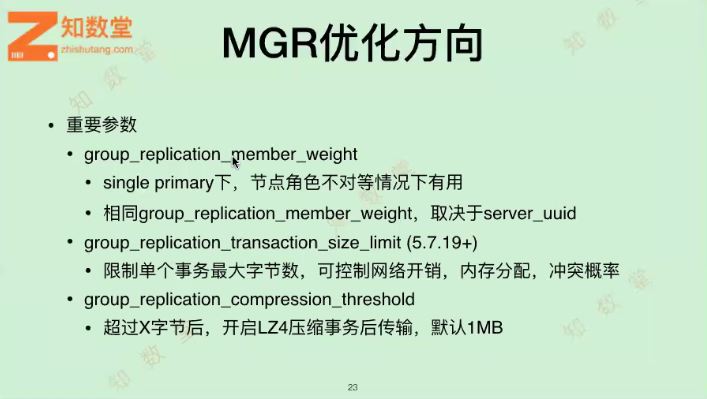 知数堂
zhishutang.com
MGR优化方向
• 重要参数
• group_replication_member_weight
• single primary下，节点角色不对等情况下有用
• 相同group_replication_member_weight，取决于server_uuid
• group_replication_transaction_size_limit (5.7.19+)
• 限制单个事务最大字节数，可控制网络开销，内存分配，冲突概率
• group_replication_compression_threshold
• 超过X字节后，开启LZ4压缩事务后传输，默认1MB
23